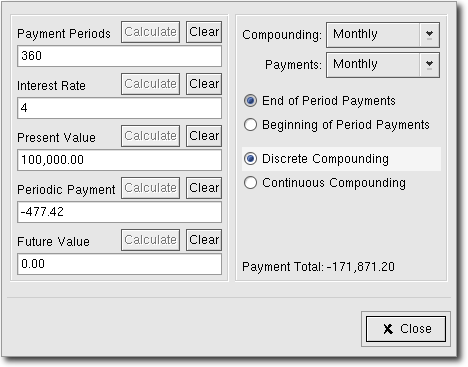 Payment Periods Calculate Clear
360
Interest Rate Calculate Clear
4
Present Value Calculate Clear
100,000.00
Periodic Payment Calculate Clear
-477.42
Future Value Calculate Clear
0.00
Compounding: Monthly
Payments: Monthly
End of Period Payments
Beginning of Period Payments
Discrete Compounding
Continuous Compounding
Payment Total: -171,871.20
Close